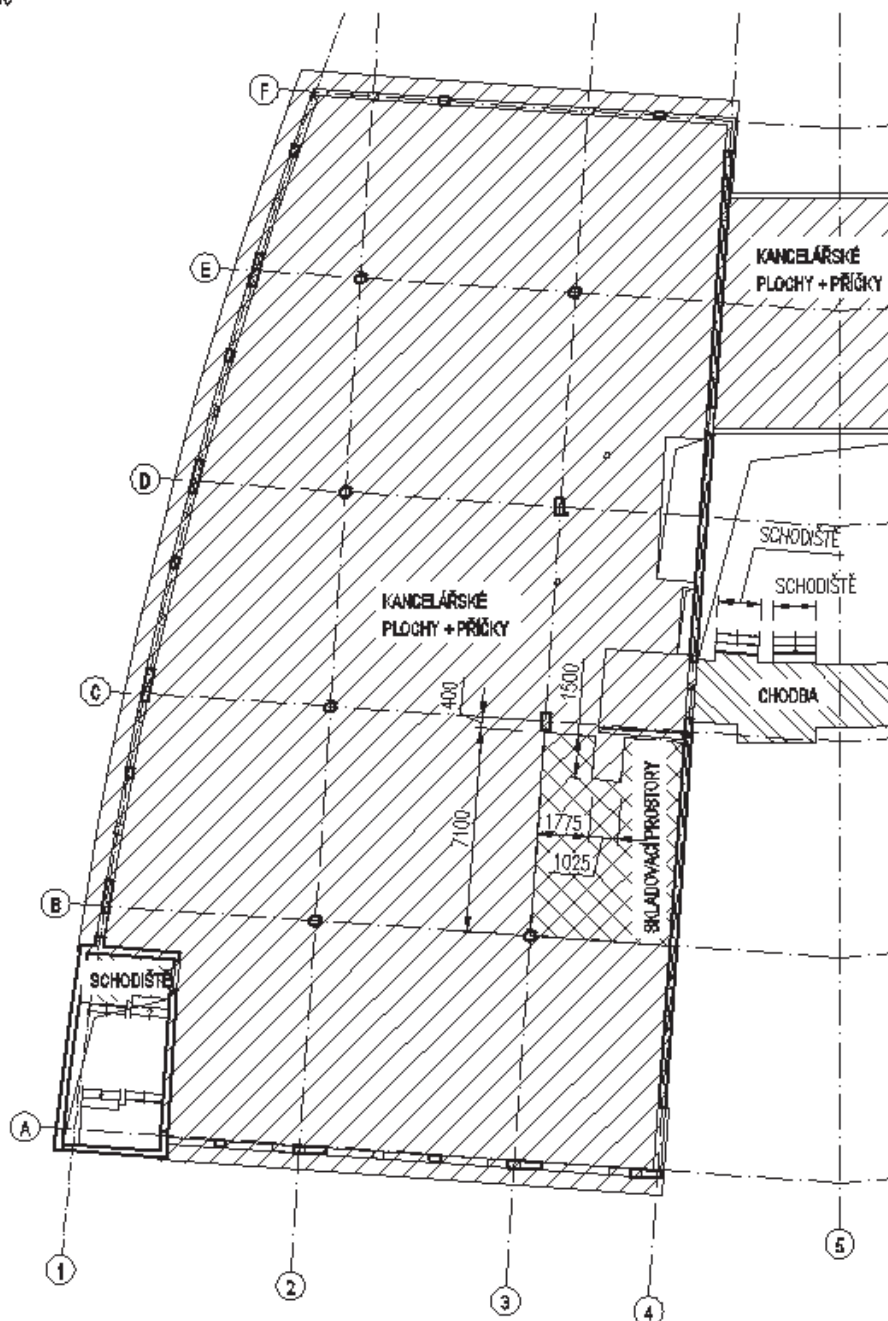 F
KANCELÁŘSKÉ
PLOCHY + PŘÍČKY
E
D
SCHODIŠTĚ
SCHODIŠTĚ
KANCELÁŘSKÉ
PLOCHY + PŘÍČKY
C
400
1500
CHODBA
7100
1775
1025
SKLADOVACÍ PROSTORY
B
SCHODIŠTĚ
A
1
2
3
4
5